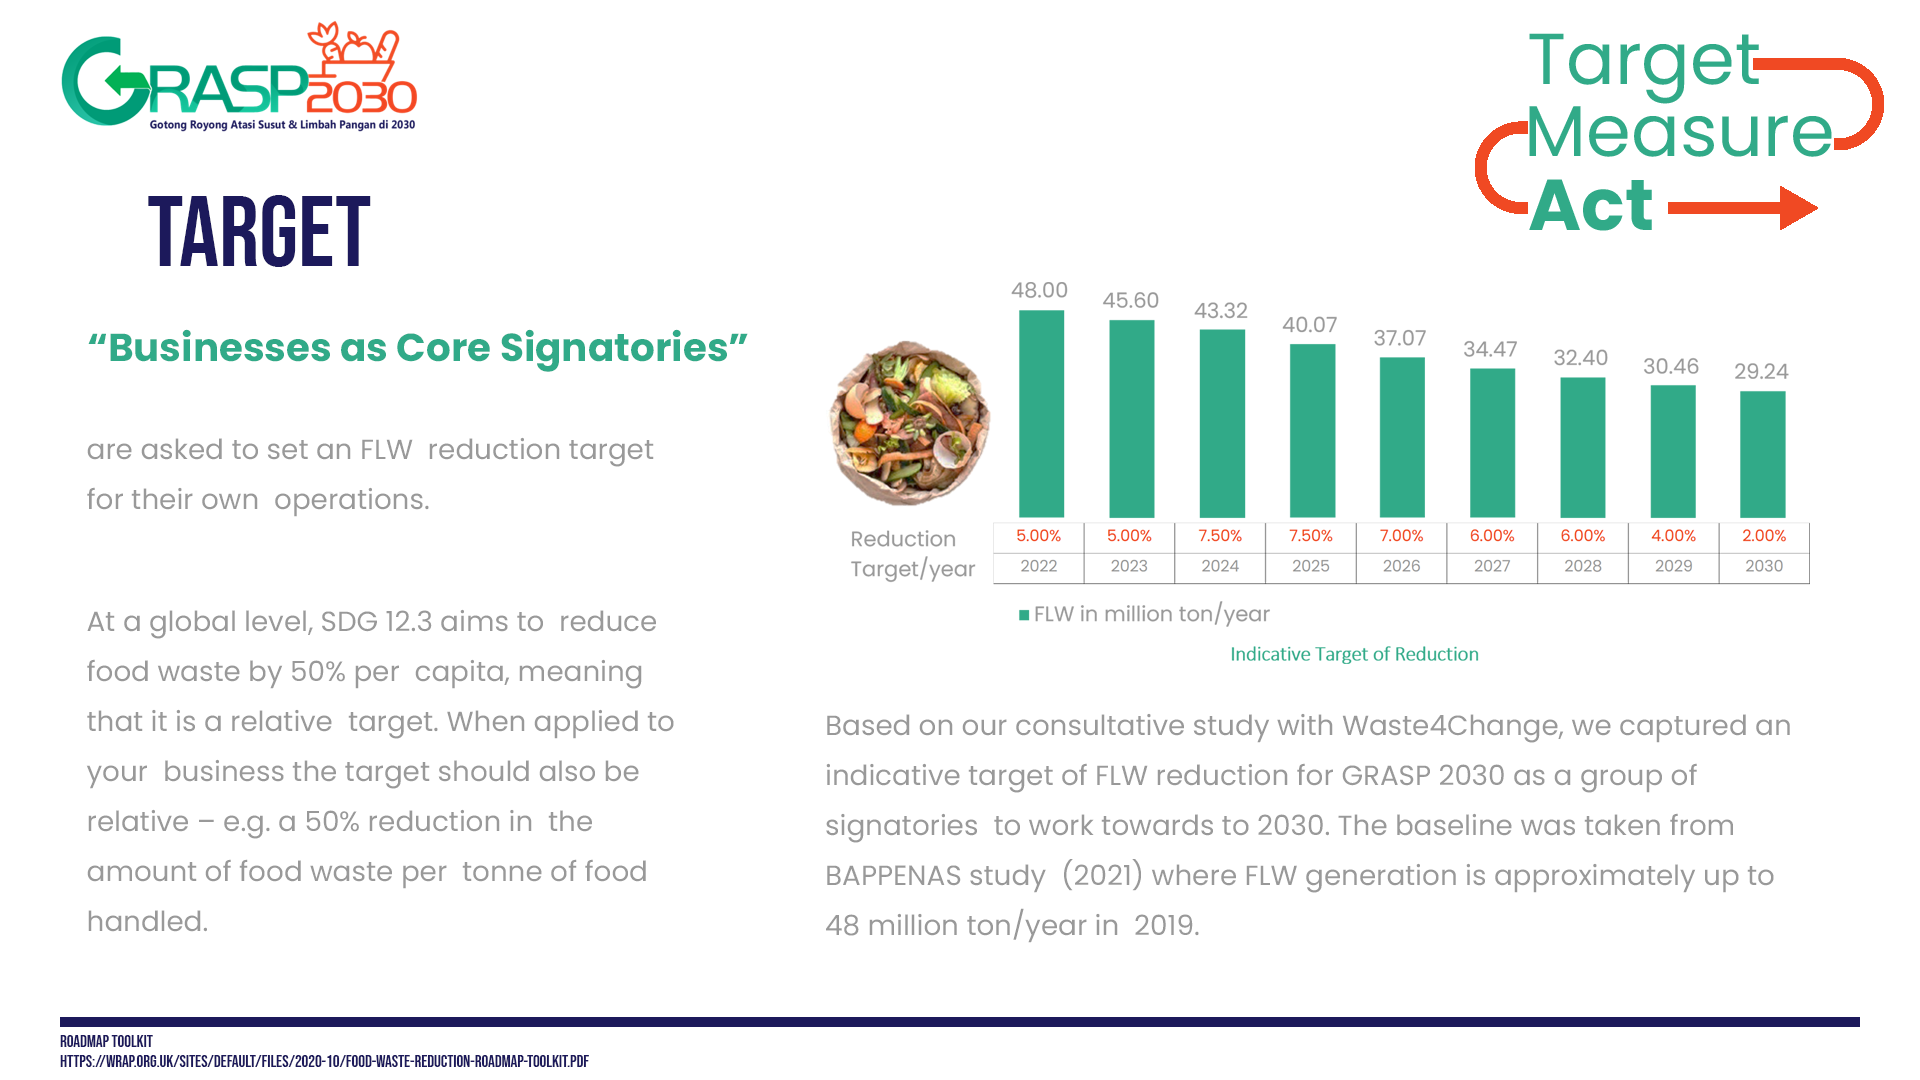 GRASP2030
Gotong Royong Atasi Susut & Limbah Pangan di 2030
Target
Measure
Act
TARGET
“Businesses as Core Signatories”
are asked to set an FLW reduction target
for their own operations.
At a global level, SDG 12.3 aims to reduce
food waste by 50% per capita, meaning
that it is a relative target. When applied to
your business the target should also be
relative – e.g. a 50% reduction in the
amount of food waste per tonne of food
handled.
48.00 45.60 43.32 40.07 37.07 34.47 32.40 30.46 29.24
Reduction
Target/year
5.00% 5.00% 7.50% 7.50% 7.00% 6.00% 6.00% 4.00% 2.00%
2022 2023 2024 2025 2026 2027 2028 2029 2030
FLW in million ton/year
Indicative Target of Reduction
Based on our consultative study with Waste4Change, we captured an
indicative target of FLW reduction for GRASP 2030 as a group of
signatories to work towards to 2030. The baseline was taken from
BAPPENAS study (2021) where FLW generation is approximately up to
48 million ton/year in 2019.
ROADMAP TOOLKIT
HTTPS://WRAP.ORG.UK/SITES/DEFAULT/FILES/2020-10/FOOD-WASTE-REDUCTION-ROADMAP-TOOLKIT.PDF